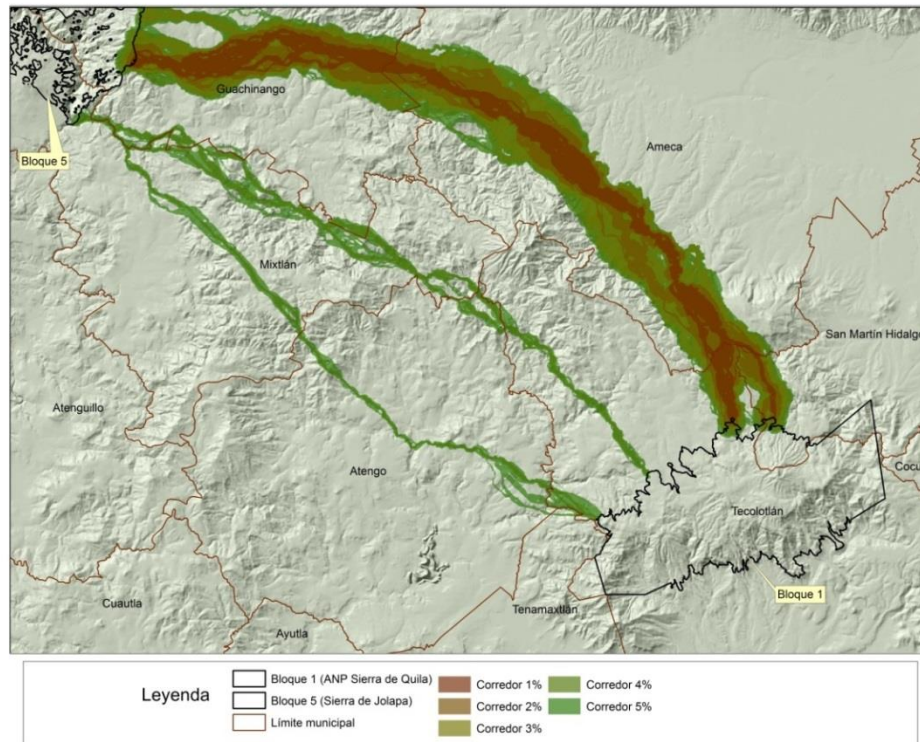 Guachinango
Bloque 5
Ameca
Mixtlán
San Martín Hidalgo
Atenguillo
Atengo
Cocu
Tecolotlán
Bloque 1
Cuautla
Tenamaxtlán
Ayutla
Leyenda
Bloque 1 (ANP Sierra de Quila)
Bloque 5 (Sierra de Jolapa)
Límite municipal
Corredor 1%
Corredor 2%
Corredor 3%
Corredor 4%
Corredor 5%